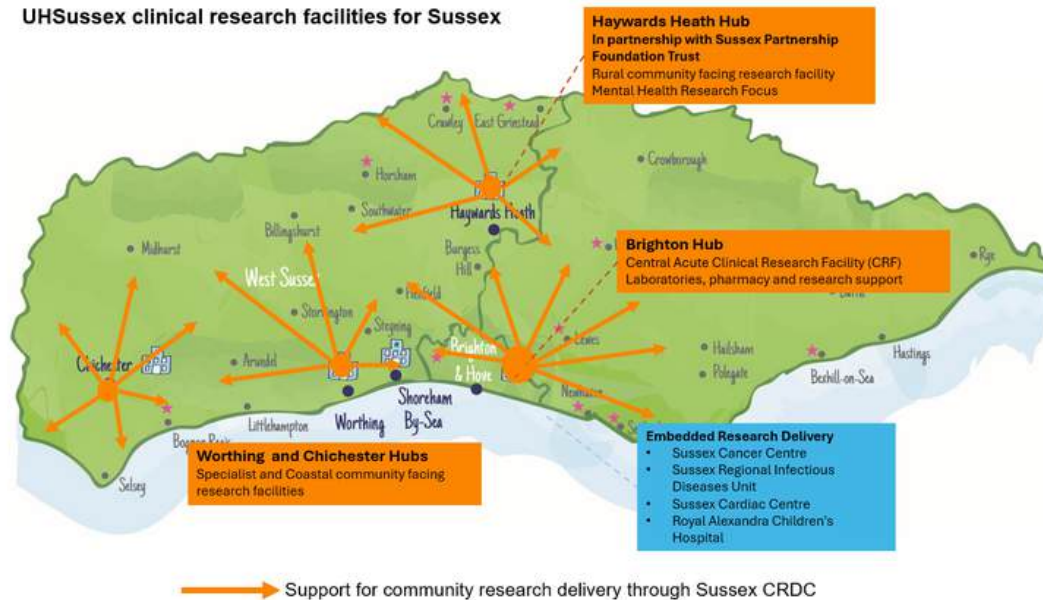 UHSussex clinical research facilities for Sussex
Haywards Heath Hub
In partnership with Sussex Partnership
Foundation Trust
Rural community facing research facility
Mental Health Research Focus
Crawley
East Grinstead
Crowborough
Horsham
Southwater
Haywards Heath
Billingshurst
Midhurst
Burgess
Hill
Brighton Hub
Central Acute Clinical Research Facility (CRF)
Laboratories, pharmacy and research support
Rye
West Sussex
Henfield
Storrington
Steyning
Lewes
Brighton
& Hove
Chichester
Arundel
Hailsham
Polegate
Hastings
Bexhill-on-Sea
Newhaven
Shoreham
By-Sea
Worthing
Littlehampton
Bognor Regis
Selsey
Worthing and Chichester Hubs
Specialist and Coastal community facing
research facilities
Embedded Research Delivery
• Sussex Cancer Centre
• Sussex Regional Infectious
Diseases Unit
• Sussex Cardiac Centre
• Royal Alexandra Children's
Hospital
Support for community research delivery through Sussex CRDC